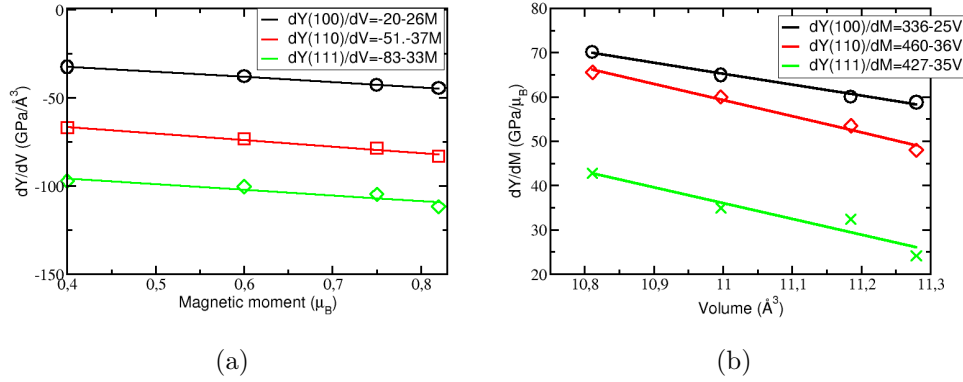 dY(100)/dV=-20-26M
dY(110)/dV=-51.-37M
dY(111)/dV=-83-33M
0
-50
-100
-150
dY/dV (GPa/Å³)
0,4 0,5 0,6 0,7 0,8
Magnetic moment (μB)
(a)
dY(100)/dM=336-25V
dY(110)/dM=460-36V
dY(111)/dM=427-35V
80
70
60
50
40
30
20
dY/dM (GPa/μB)
10,8 10,9 11 11,1 11,2 11,3
Volume (Å³)
(b)